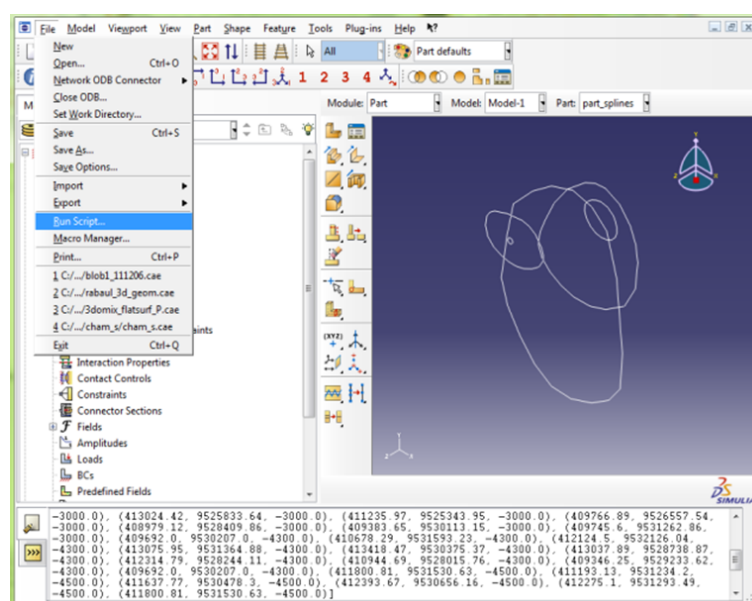 File Model Viewport View Part Shape Feature Tools Plug-ins Help
All Part defaults
1 2 3 4
Module: Part Model: Model-1 Part: part_splines
New
Open... Ctrl+O
Network ODB Connector
Close ODB...
Set Work Directory...
Save Ctrl+S
Save As...
Save Options...
Import
Export
Run Script...
Macro Manager...
Print... Ctrl+P
1 C:/.../blob1_111206.cae
2 C:/.../rabaul_3d_geom.cae
3 C:/.../3domix_flatsurf_P.cae
4 C:/.../cham_s/cham_s.cae
Exit Ctrl+Q
Interaction Properties
Contact Controls
Constraints
Connector Sections
Fields
Amplitudes
Loads
BCs
Predefined Fields
(XYZ)
Y
Z X
SIMULIA
-3000.0), (413024.42, 9525833.64, -3000.0), (411235.97, 9525343.95, -3000.0), (409766.89, 9526557.54,
-3000.0), (408979.12, 9528409.86, -3000.0), (409383.65, 9530113.15, -3000.0), (409745.6, 9531262.86,
-3000.0), (409692.0, 9530207.0, -4300.0), (410678.29, 9531593.23, -4300.0), (412124.5, 9532126.04,
-4300.0), (413075.95, 9531364.88, -4300.0), (413418.47, 9530375.37, -4300.0), (413037.89, 9528738.87,
-4300.0), (412314.79, 9528244.11, -4300.0), (410944.69, 9528015.76, -4300.0), (409346.25, 9529233.62,
-4300.0), (409692.0, 9530207.0, -4300.0), (411800.81, 9531530.63, -4500.0), (411193.13, 9531234.2,
-4500.0), (411637.77, 9530478.3, -4500.0), (412393.67, 9530656.16, -4500.0), (412275.1, 9531293.49,
-4500.0), (411800.81, 9531530.63, -4500.0)]
>>>